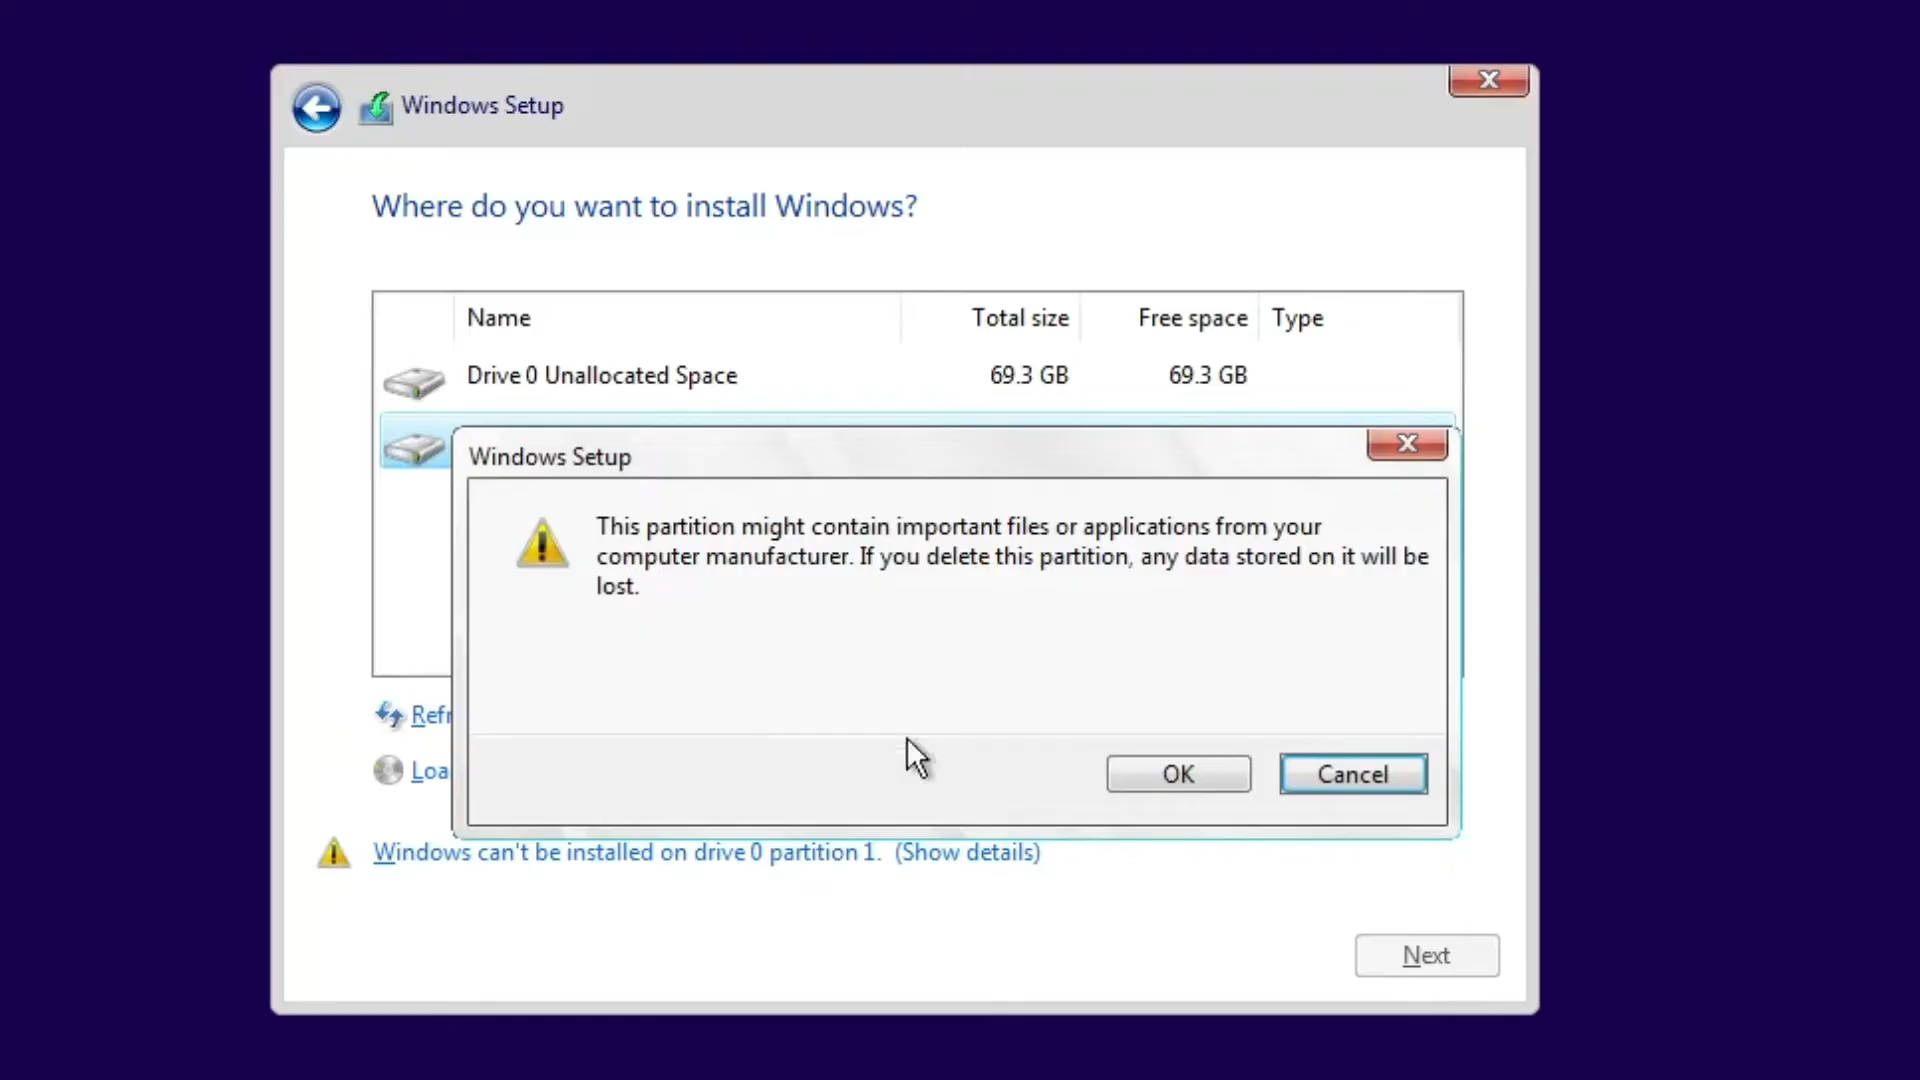 Windows Setup
Where do you want to install Windows?
Name Total size Free space Type
Drive 0 Unallocated Space 69.3 GB 69.3 GB
Windows Setup
This partition might contain important files or applications from your
computer manufacturer. If you delete this partition, any data stored on it will be
lost.
OK Cancel
Refr
Loa
Windows can't be installed on drive 0 partition 1. (Show details)
Next